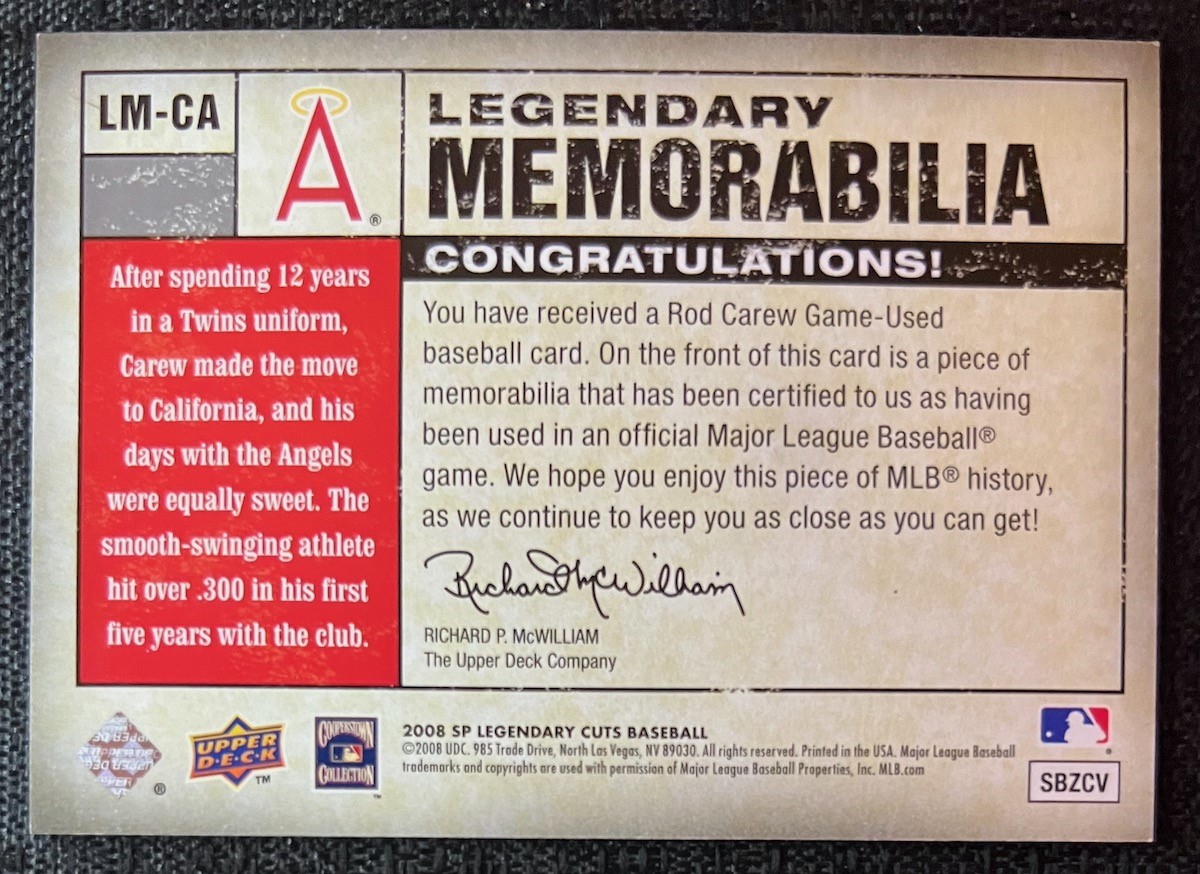 LM-CA
A®
LEGENDARY
MEMORABILIA
CONGRATULATIONS!
After spending 12 years
in a Twins uniform,
Carew made the move
to California, and his
days with the Angels
were equally sweet. The
smooth-swinging athlete
hit over .300 in his first
five years with the club.
You have received a Rod Carew Game-Used
baseball card. On the front of this card is a piece of
memorabilia that has been certified to us as having
been used in an official Major League Baseball®
game. We hope you enjoy this piece of MLB® history,
as we continue to keep you as close as you can get!
Richard McWilliam
RICHARD P. McWILLIAM
The Upper Deck Company
®
UPPER
D·E·C·K
™
COOPERSTOWN
COLLECTION
™
2008 SP LEGENDARY CUTS BASEBALL
©2008 UDC. 985 Trade Drive, North Las Vegas, NV 89030. All rights reserved. Printed in the USA. Major League Baseball
trademarks and copyrights are used with permission of Major League Baseball Properties, Inc. MLB.com
®
SBZCV